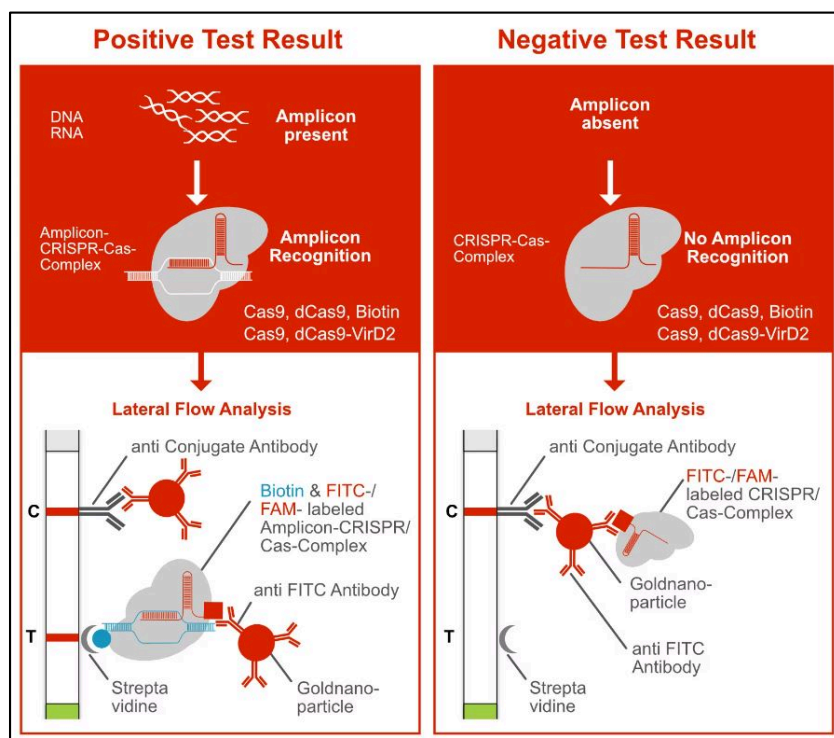 Positive Test Result
DNA
RNA
Amplicon
present
Amplicon-
CRISPR-Cas-
Complex
Amplicon
Recognition
Cas9, dCas9, Biotin
Cas9, dCas9-VirD2
Lateral Flow Analysis
anti Conjugate Antibody
C
Biotin & FITC-/
FAM- labeled
Amplicon-CRISPR/
Cas-Complex
anti FITC Antibody
T
Strepta
vidine
Goldnano-
particle
Negative Test Result
Amplicon
absent
CRISPR-Cas-
Complex
No Amplicon
Recognition
Cas9, dCas9, Biotin
Cas9, dCas9-VirD2
Lateral Flow Analysis
anti Conjugate Antibody
FITC-/FAM-
labeled CRISPR/
Cas-Complex
C
Goldnano-
particle
T
anti FITC
Antibody
Strepta
vidine